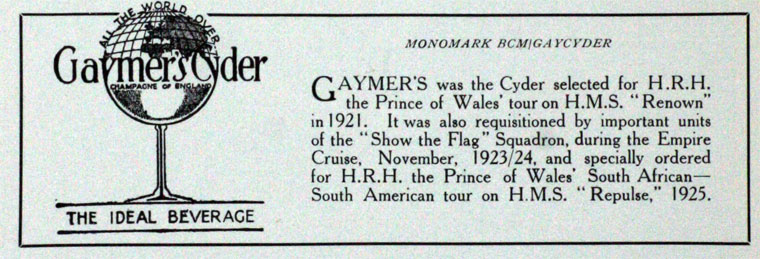 ALL THE WORLD OVER
Gaymer's Cyder
CHAMPAGNE OF ENGLAND
THE IDEAL BEVERAGE
MONOMARK BCM/GAYCYDER
GAYMER'S was the Cyder selected for H.R.H.
the Prince of Wales' tour on H.M.S. "Renown"
in 1921. It was also requisitioned by important units
of the "Show the Flag" Squadron, during the Empire
Cruise, November, 1923/24, and specially ordered
for H.R.H. the Prince of Wales' South African—
South American tour on H.M.S. "Repulse," 1925.